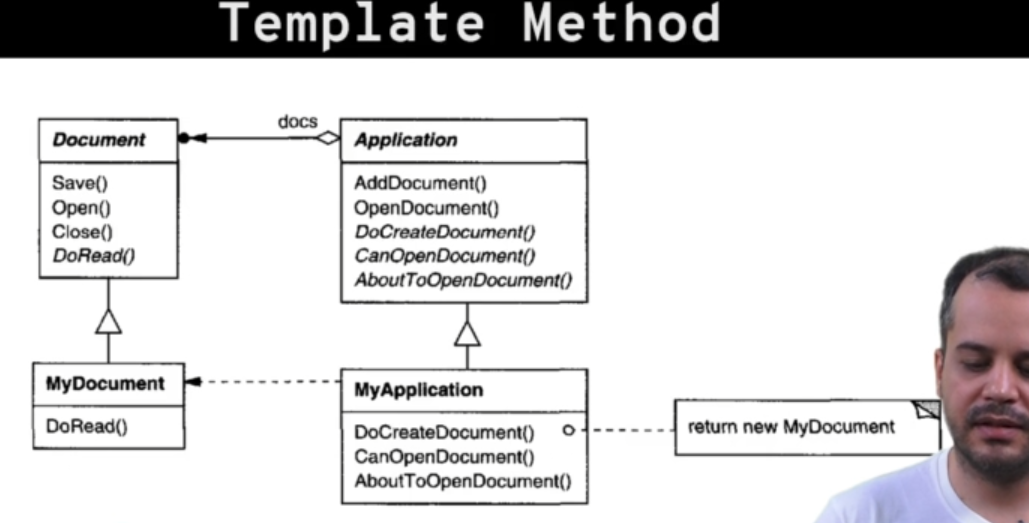 Template Method
docs
Document
Save()
Open()
Close()
DoRead()
Application
AddDocument()
OpenDocument()
DoCreateDocument()
CanOpenDocument()
AboutToOpenDocument()
MyDocument
DoRead()
MyApplication
DoCreateDocument()
CanOpenDocument()
AboutToOpenDocument()
return new MyDocument